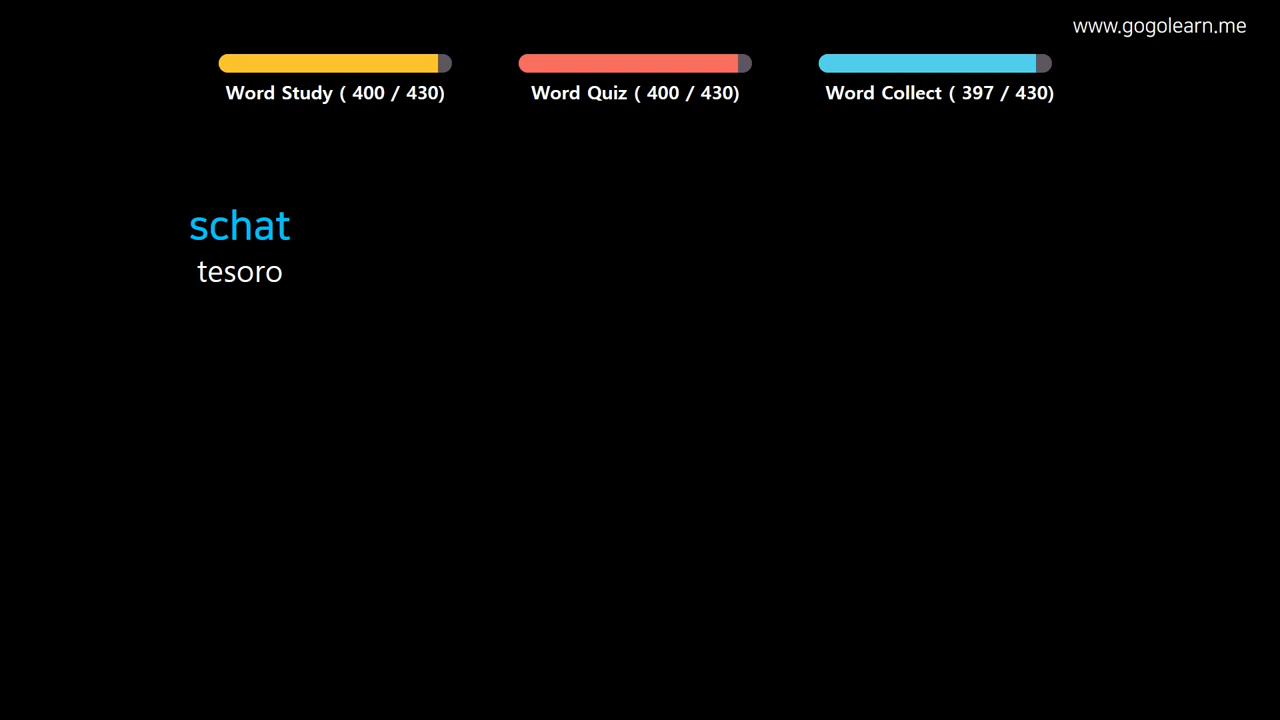 www.gogolearn.me
Word Study ( 400 / 430)
Word Quiz ( 400 / 430)
Word Collect ( 397 / 430)
schat
tesoro